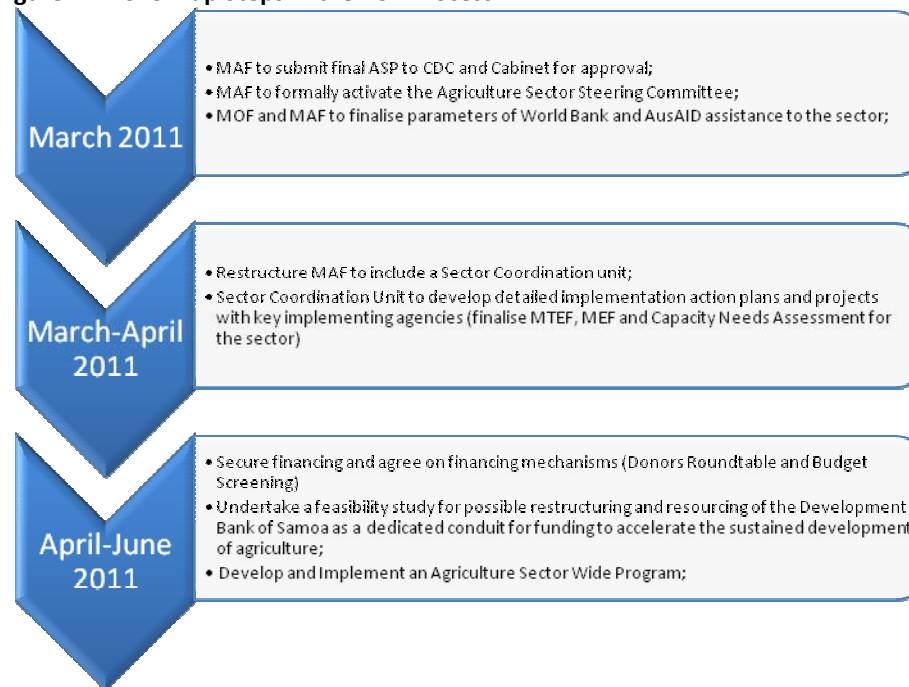 March 2011
• MAF to submit final ASP to CDC and Cabinet for approval;
• MAF to formally activate the Agriculture Sector Steering Committee;
• MOF and MAF to finalise parameters of World Bank and AusAID assistance to the sector;
March-April
2011
• Restructure MAF to include a Sector Coordination unit;
• Sector Coordination Unit to develop detailed implementation action plans and projects
with key implementing agencies (finalise MTEF, MEF and Capacity Needs Assessment for
the sector)
April-June
2011
• Secure financing and agree on financing mechanisms (Donors Roundtable and Budget
Screening)
• Undertake a feasibility study for possible restructuring and resourcing of the Development
Bank of Samoa as a dedicated conduit for funding to accelerate the sustained development
of agriculture;
• Develop and Implement an Agriculture Sector Wide Program;